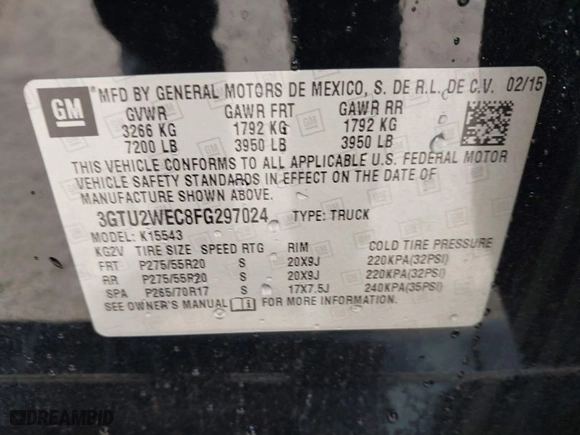 GM
MFD BY GENERAL MOTORS DE MEXICO, S. DE R.L. DE C.V. 02/15
GVWR GAWR FRT GAWR RR
3266 KG 1792 KG 1792 KG
7200 LB 3950 LB 3950 LB
THIS VEHICLE CONFORMS TO ALL APPLICABLE U.S. FEDERAL MOTOR
VEHICLE SAFETY STANDARDS IN EFFECT ON THE DATE OF
MANUFACTURE SHOWN ABOVE.
3GTU2WEC8FG297024 TYPE: TRUCK
MODEL: K15543
KG2V TIRE SIZE SPEED RTG RIM COLD TIRE PRESSURE
FRT P275/55R20 S 20X9J 220KPA(32PSI)
RR P275/55R20 S 20X9J 220KPA(32PSI)
SPA P265/70R17 S 17X7.5J 240KPA(35PSI)
SEE OWNER'S MANUAL FOR MORE INFORMATION.
DREAMBID